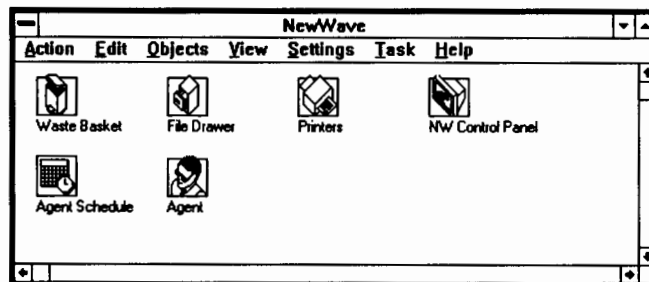 NewWave
Action Edit Objects View Settings Task Help
Waste Basket File Drawer Printers NW Control Panel
Agent Schedule Agent